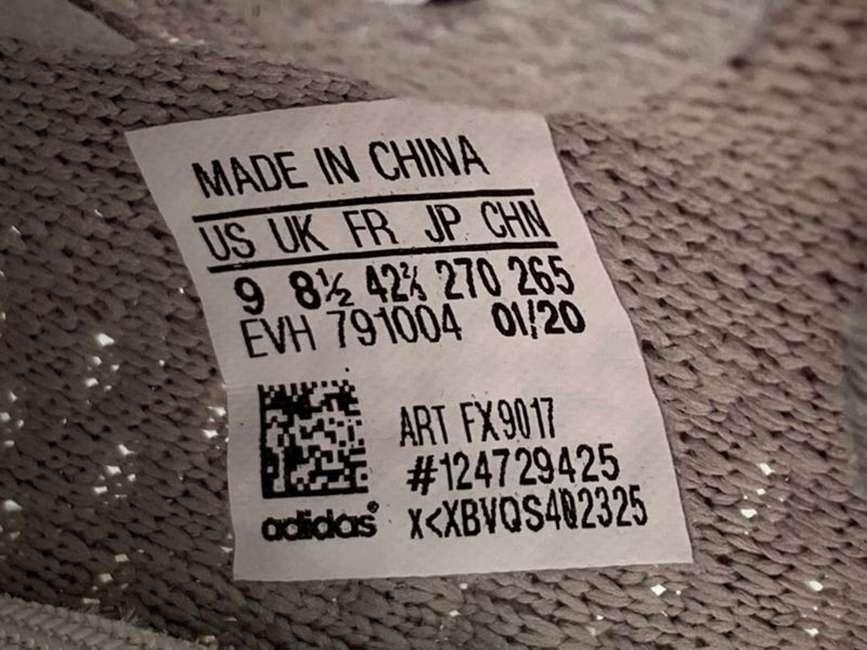 MADE IN CHINA
US UK FR JP CHN
9 8½ 42⅔ 270 265
EVH 791004 01/20
ART FX9017
#124729425
x<XBVQS402325
adidas®